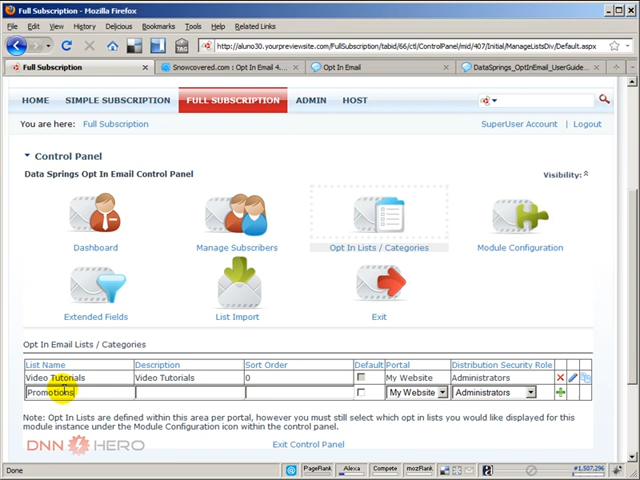 Full Subscription - Mozilla Firefox
File Edit View History Delicious Bookmarks Tools Help Related Links
http://aluno30.yourpreviewsite.com/FullSubscription/tabid/66/ctl/ControlPanel/mid/407/Initial/ManageListsDiv/Default.aspx
Full Subscription Snowcovered.com : Opt In Email 4.... Opt In Email DataSprings_OptInEmail_UserGuide...
HOME SIMPLE SUBSCRIPTION FULL SUBSCRIPTION ADMIN HOST
You are here: Full Subscription SuperUser Account | Logout
Control Panel
Data Springs Opt In Email Control Panel Visibility:
Dashboard Manage Subscribers Opt In Lists / Categories Module Configuration
Extended Fields List Import Exit
Opt In Email Lists / Categories
List Name Description Sort Order Default Portal Distribution Security Role
Video Tutorials Video Tutorials 0 My Website Administrators
Promotions My Website Administrators
Note: Opt In Lists are defined within this area per portal, however you must still select which opt in lists you would like displayed for this
module instance under the Module Configuration icon within the control panel.
DNN HERO
Exit Control Panel
Done PageRank Alexa Compete mozRank #1,507,296